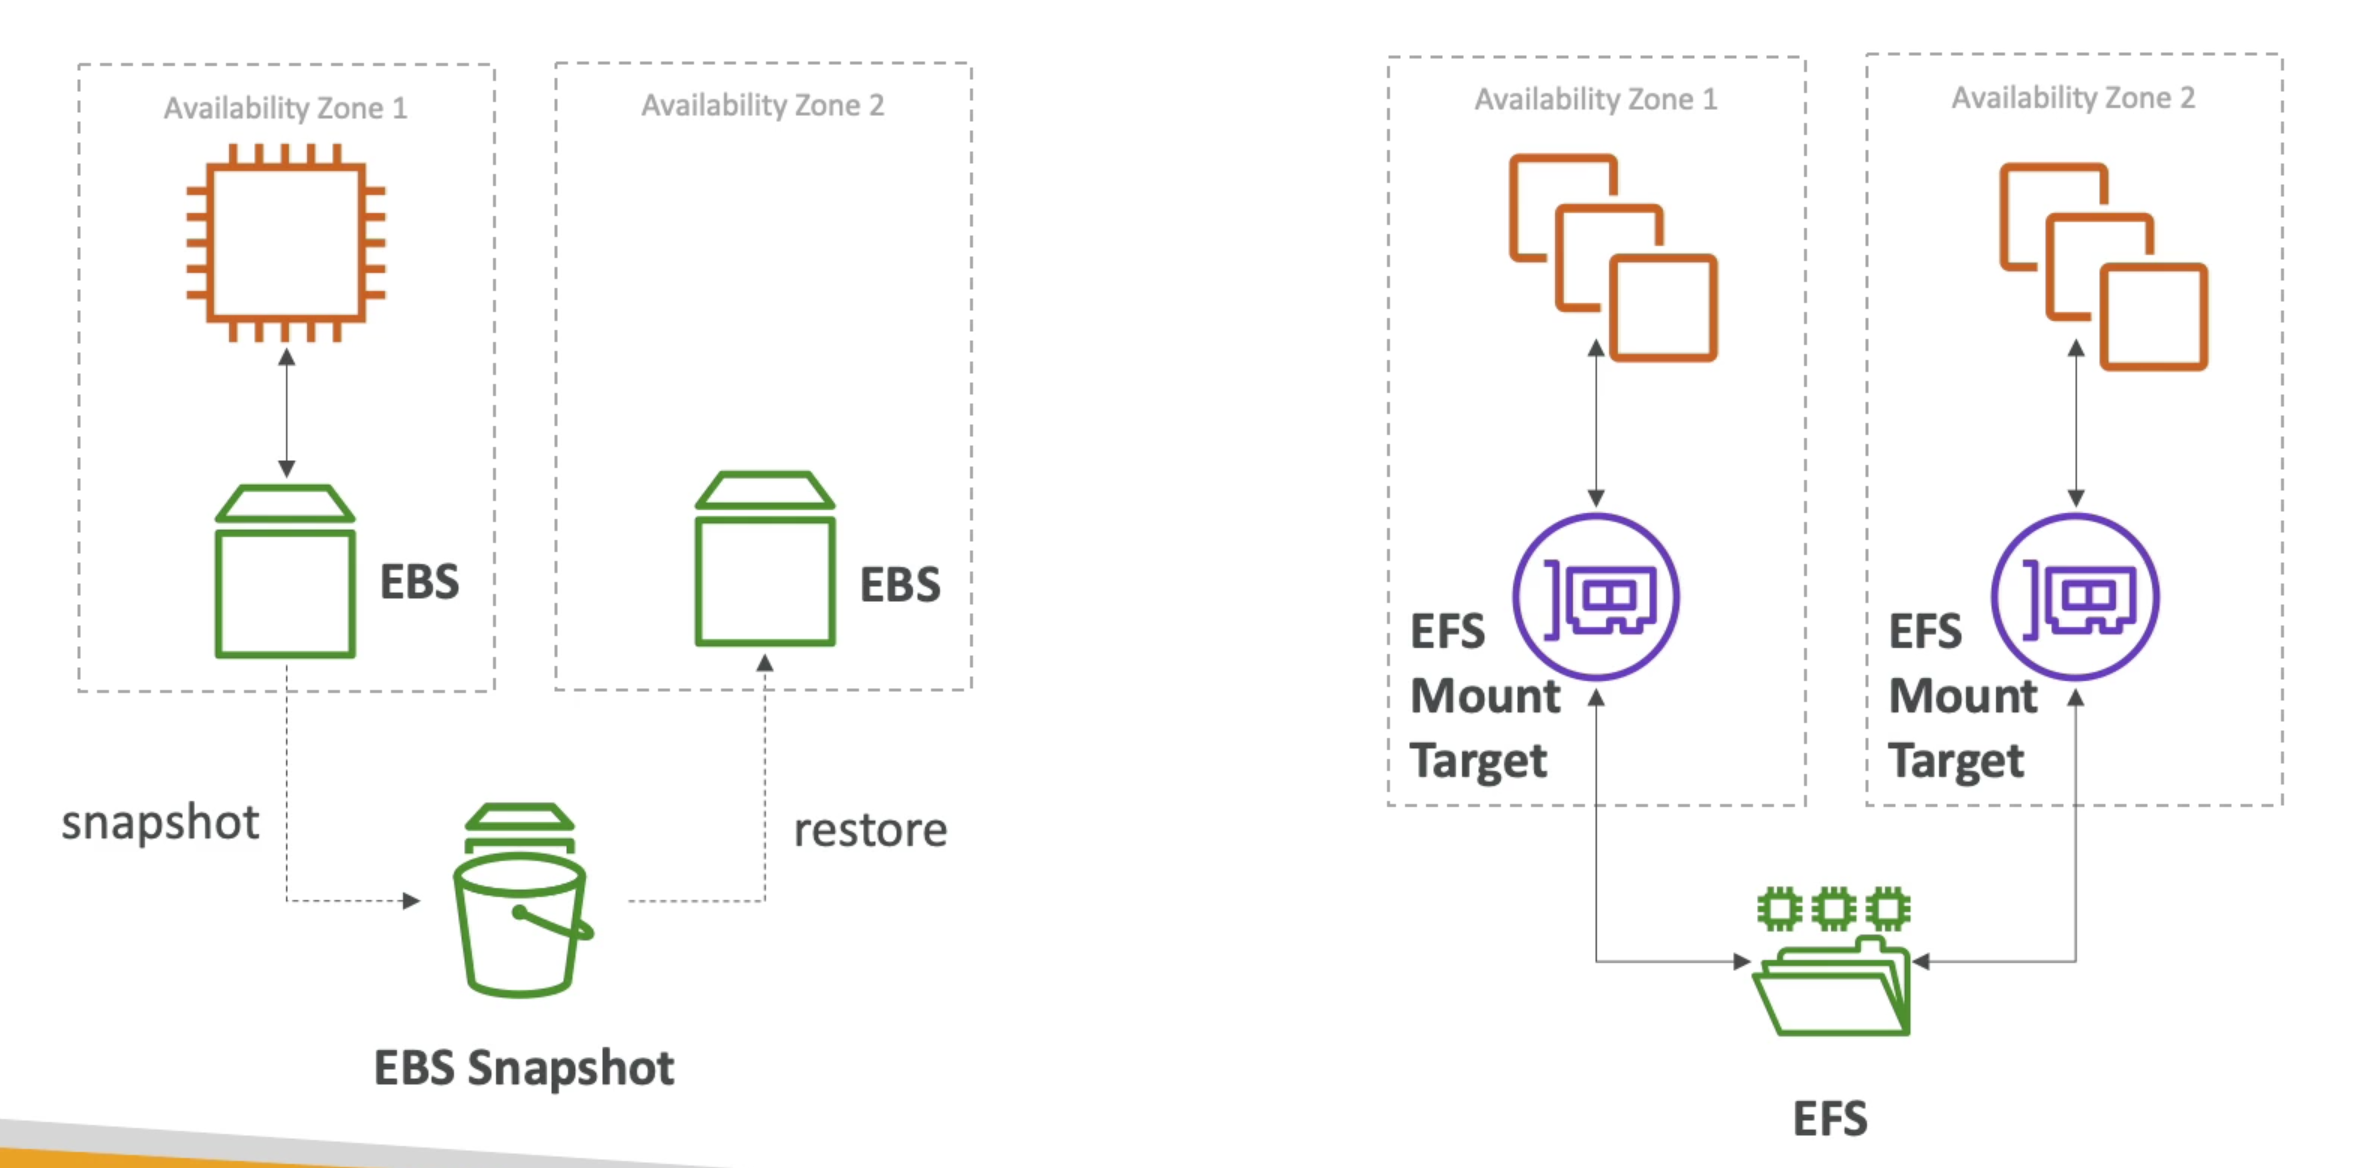 Availability Zone 1
Availability Zone 2
EBS
EBS
snapshot
restore
EBS Snapshot
Availability Zone 1
Availability Zone 2
EFS
Mount
Target
EFS
Mount
Target
EFS